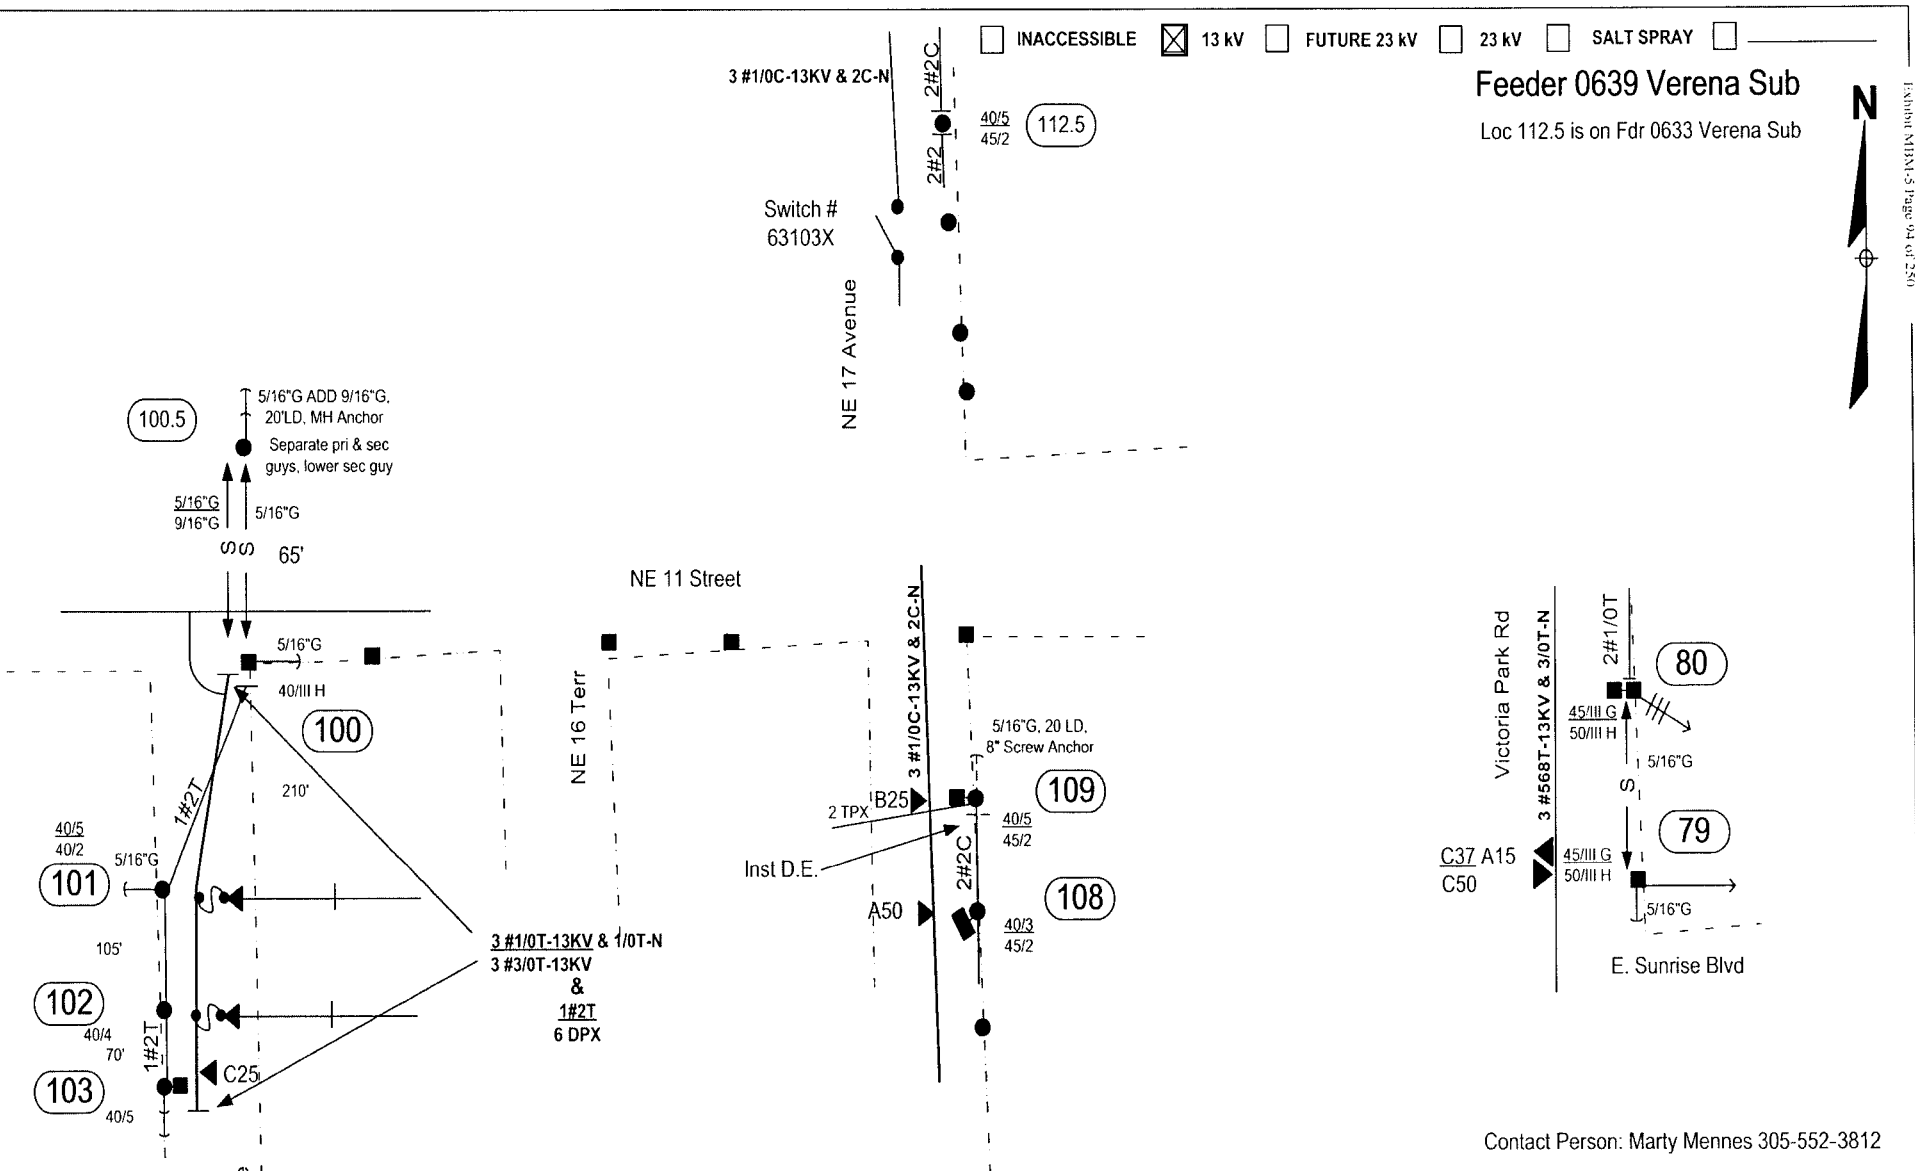 INACCESSIBLE 13 kV FUTURE 23 kV 23 kV SALT SPRAY
Feeder 0639 Verena Sub
Loc 112.5 is on Fdr 0633 Verena Sub
N
Exhibit MBM-5 Page 94 of 250
3 #1/0C-13KV & 2C-N
2#2C
40/5
45/2
112.5
2#2
Switch #
63103X
NE 17 Avenue
100.5
5/16"G ADD 9/16"G,
20'LD, MH Anchor
Separate pri & sec
guys, lower sec guy
5/16"G
9/16"G
5/16"G
S S
65'
NE 11 Street
5/16"G
40/III H
100
210'
1#2T
40/5
40/2
5/16"G
101
105'
102
40/4
70'
1#2T
103
40/5
C25
3 #1/0T-13KV & 1/0T-N
3 #3/0T-13KV
&
1#2T
6 DPX
NE 16 Terr
3 #1/0C-13KV & 2C-N
5/16"G, 20 LD,
8" Screw Anchor
B25
109
2 TPX
40/5
45/2
Inst D.E.
2#2C
A50
108
40/3
45/2
Victoria Park Rd
3 #568T-13KV & 3/0T-N
2#1/0T
80
45/III G
50/III H
5/16"G
S
79
C37 A15
C50
45/III G
50/III H
5/16"G
E. Sunrise Blvd
Contact Person: Marty Mennes 305-552-3812